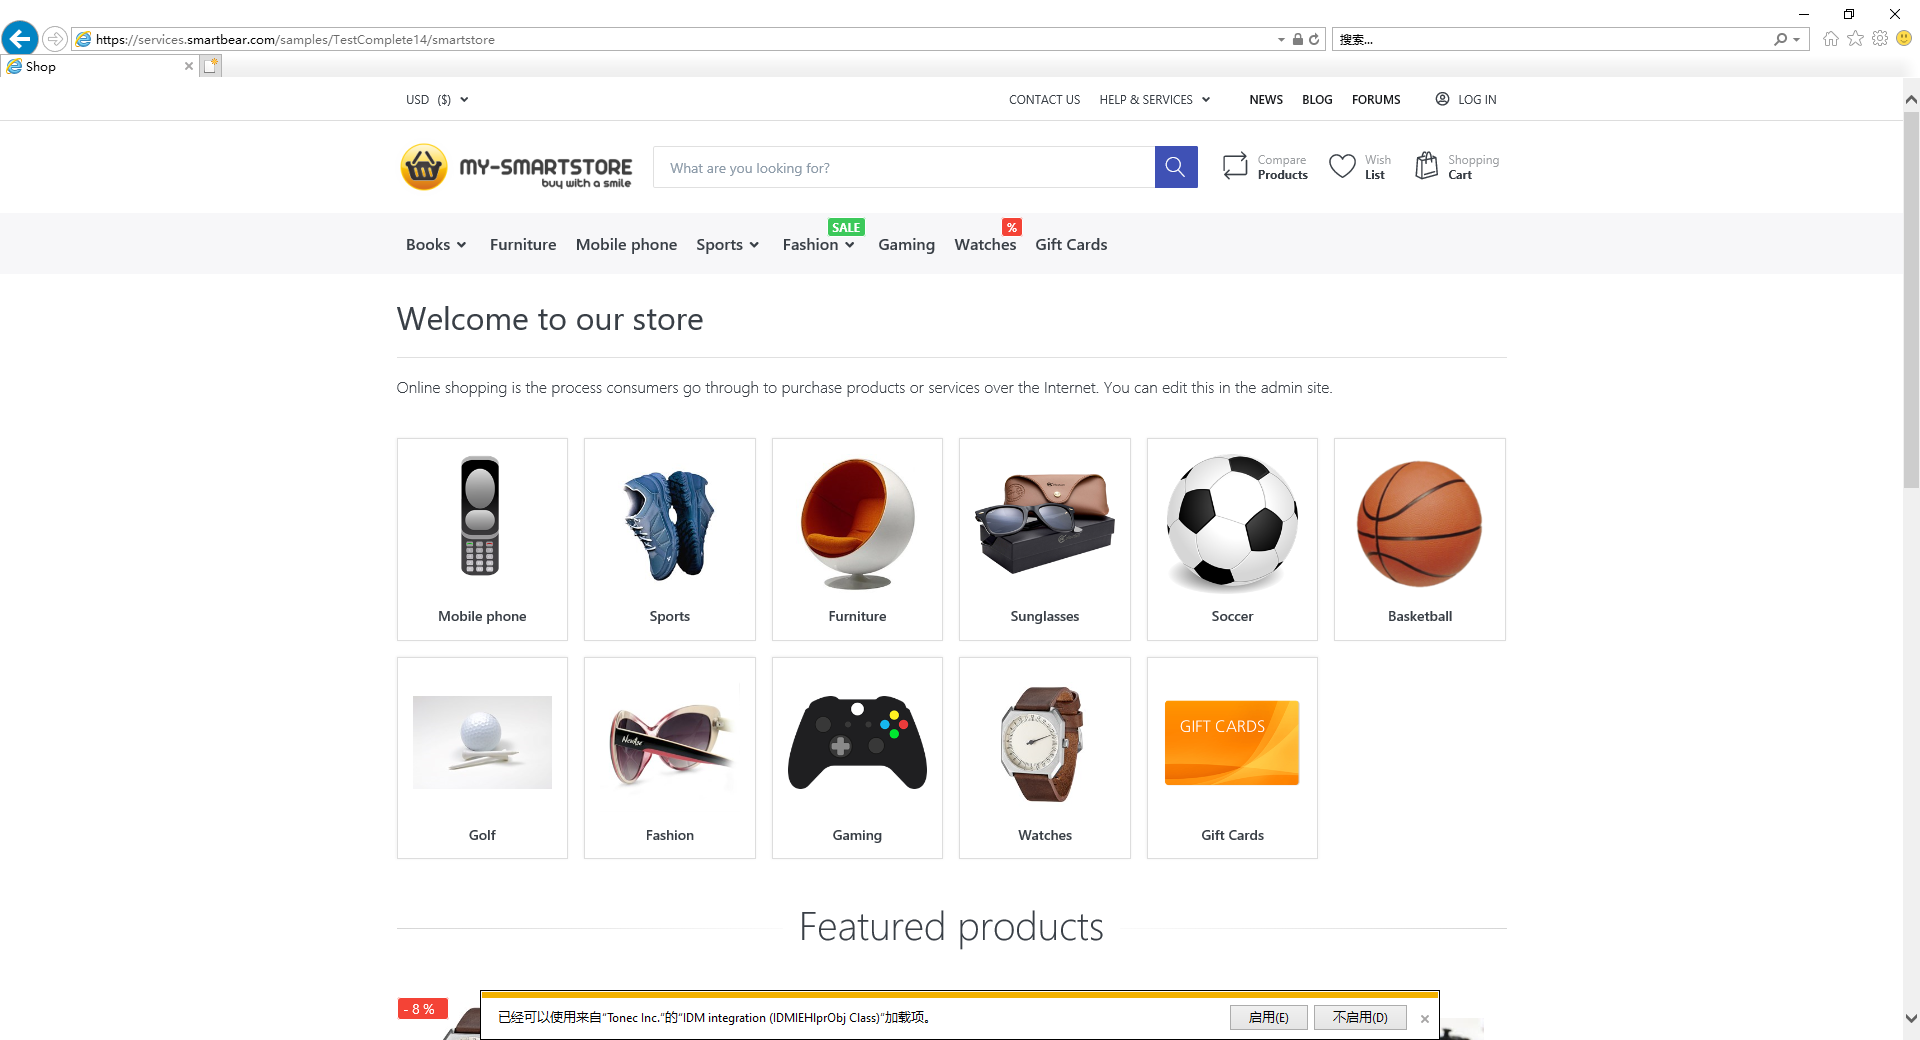 https://services.smartbear.com/samples/TestComplete14/smartstore
搜索...
Shop
USD ($)
CONTACT US
HELP & SERVICES
NEWS
BLOG
FORUMS
LOG IN
MY-SMARTSTORE
buy with a smile
What are you looking for?
Compare
Products
Wish
List
Shopping
Cart
SALE
%
Books
Furniture
Mobile phone
Sports
Fashion
Gaming
Watches
Gift Cards
Welcome to our store
Online shopping is the process consumers go through to purchase products or services over the Internet. You can edit this in the admin site.
Mobile phone
Sports
Furniture
Sunglasses
Soccer
Basketball
GIFT CARDS
Golf
Fashion
Gaming
Watches
Gift Cards
Featured products
- 8 %
已经可以使用来自“Tonec Inc.”的“IDM integration (IDMIEHlprObj Class)”加载项。
启用(E)
不启用(D)